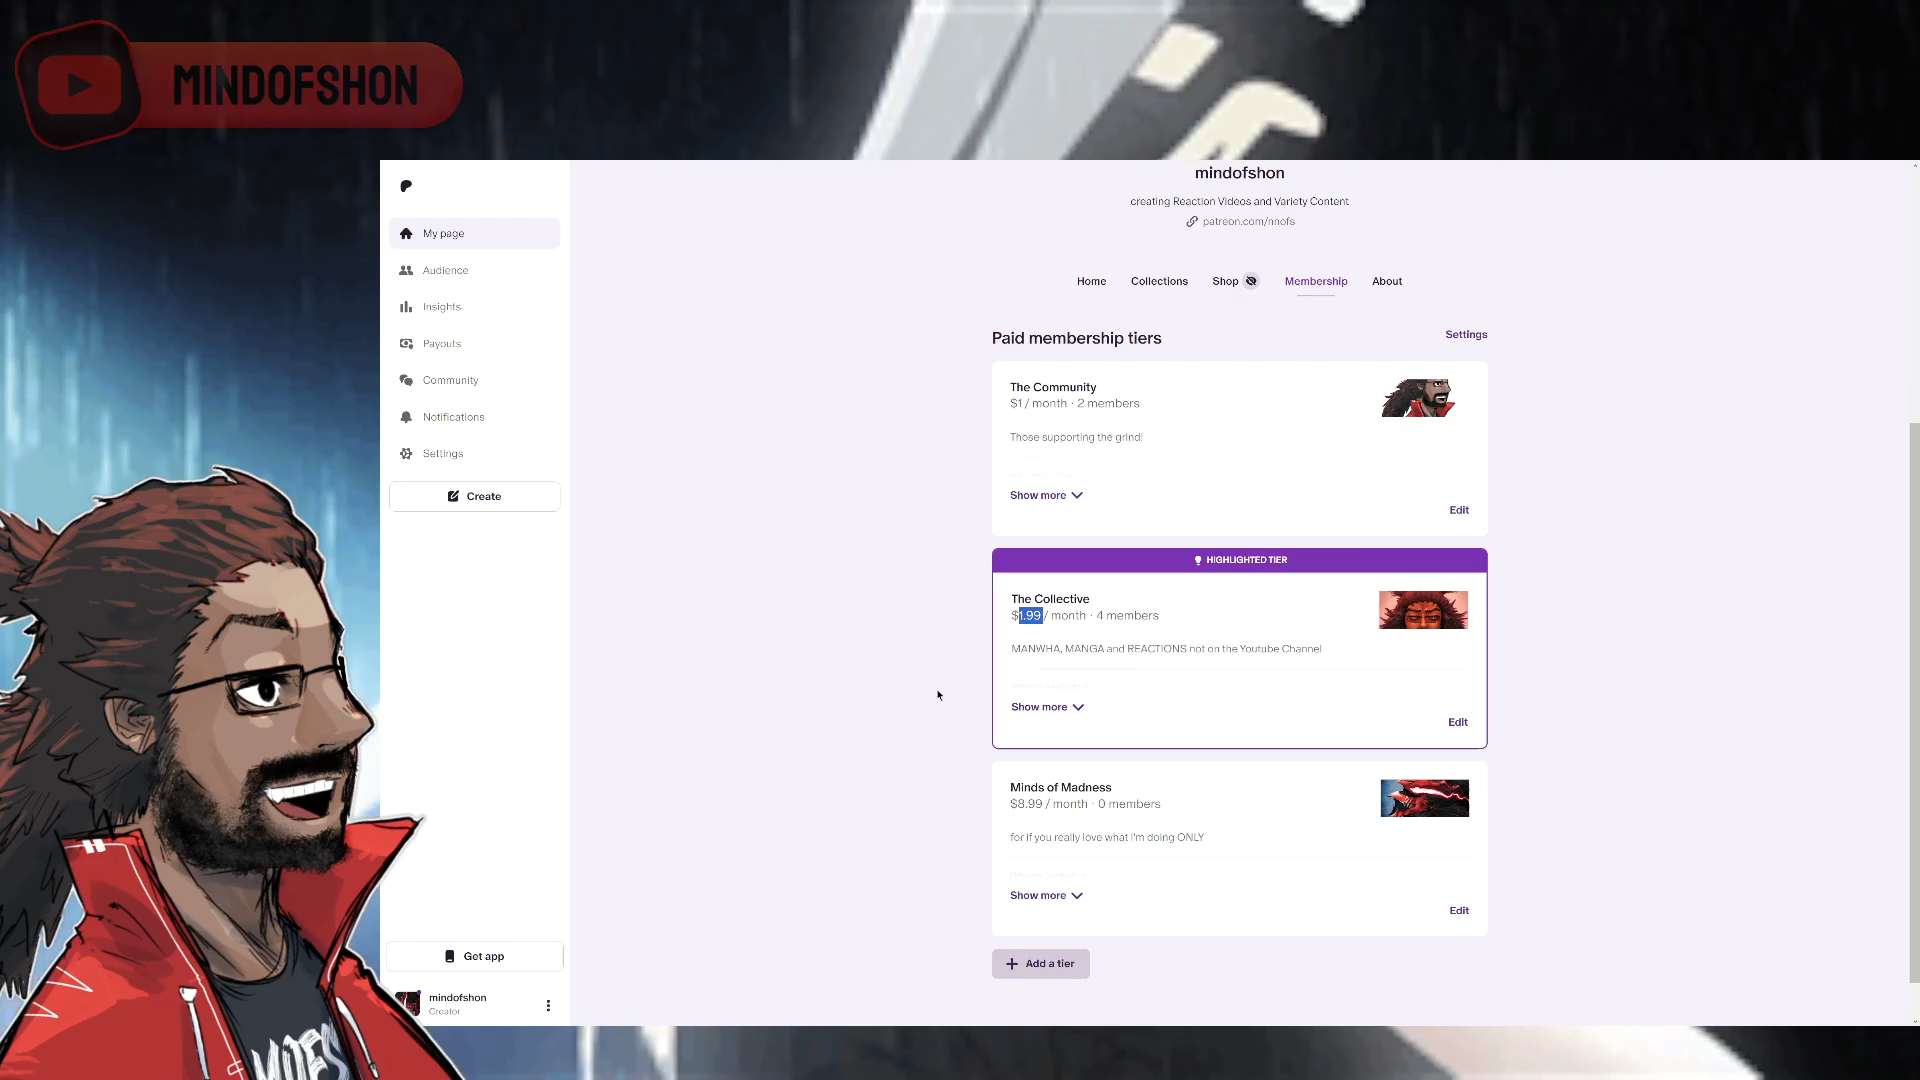 MINDOFSHON
mindofshon
creating Reaction Videos and Variety Content
patreon.com/nnofs
My page
Audience
Insights
Payouts
Community
Notifications
Settings
Create
Home
Collections
Shop
Membership
About
Paid membership tiers
Settings
The Community
$1 / month · 2 members
Those supporting the grind!
Show more
Edit
HIGHLIGHTED TIER
The Collective
$1.99 / month · 4 members
MANWHA, MANGA and REACTIONS not on the Youtube Channel
Show more
Edit
Minds of Madness
$8.99 / month · 0 members
for if you really love what I'm doing ONLY
Show more
Edit
Add a tier
Get app
mindofshon
Creator